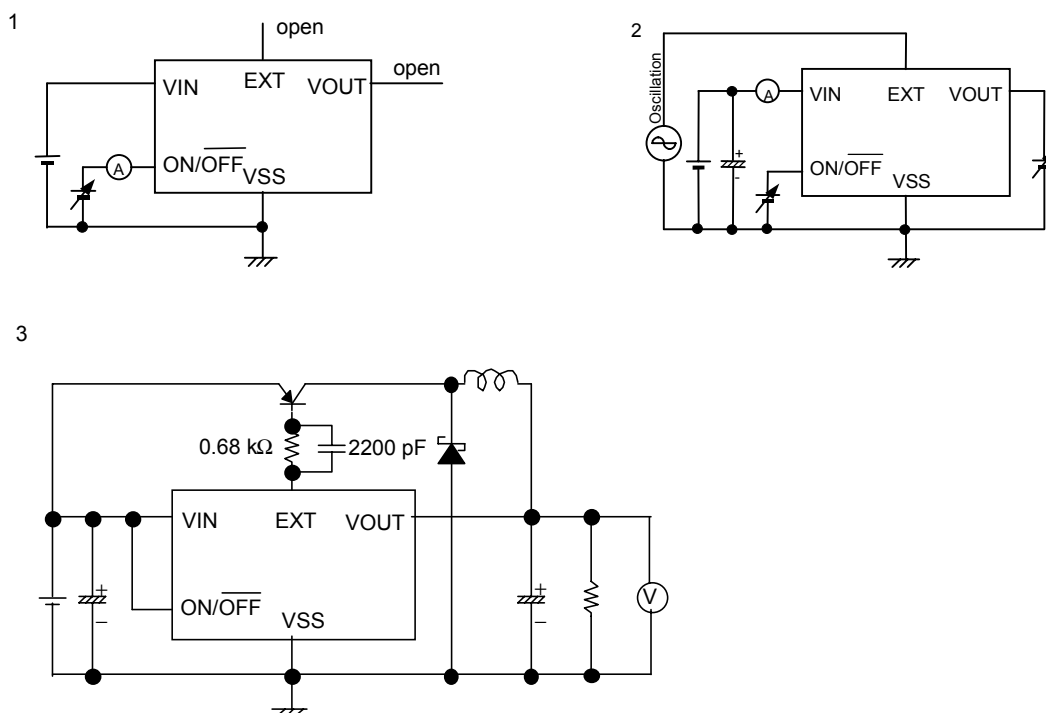 1
open
open
VIN
EXT
VOUT
A
ON/OFF
VSS
2
Oscillation
A
VIN
EXT
VOUT
+
-
ON/OFF
VSS
3
0.68 kΩ
2200 pF
VIN
EXT
VOUT
+
−
ON/OFF
VSS
+
−
V